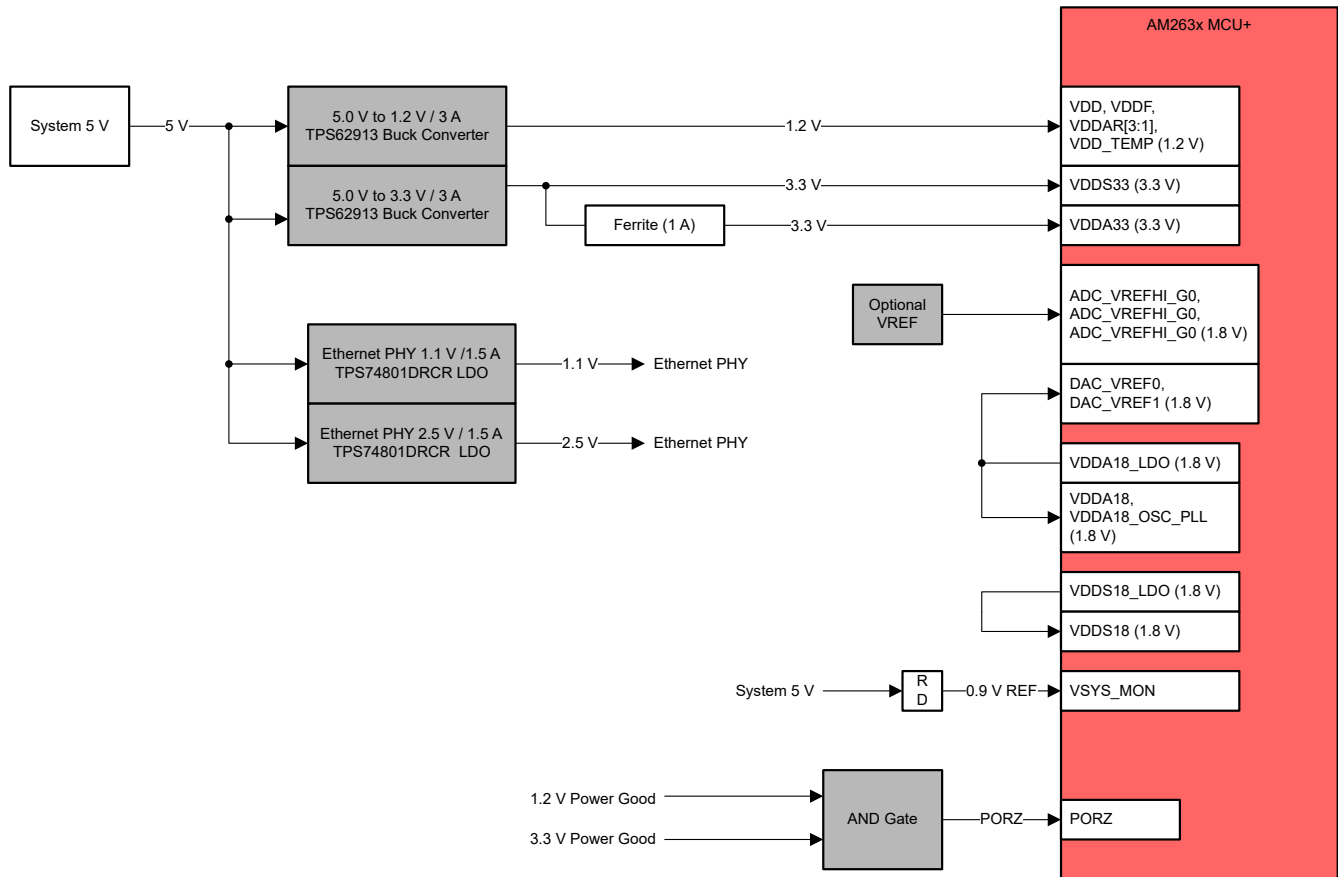 AM263x MCU+
System 5 V
5 V
5.0 V to 1.2 V / 3 A
TPS62913 Buck Converter
1.2 V
VDD, VDDF,
VDDAR[3:1],
VDD_TEMP (1.2 V)
5.0 V to 3.3 V / 3 A
TPS62913 Buck Converter
3.3 V
VDDS33 (3.3 V)
Ferrite (1 A)
3.3 V
VDDA33 (3.3 V)
Optional
VREF
ADC_VREFHI_G0,
ADC_VREFHI_G0,
ADC_VREFHI_G0 (1.8 V)
Ethernet PHY 1.1 V /1.5 A
TPS74801DRCR LDO
1.1 V
Ethernet PHY
DAC_VREF0,
DAC_VREF1 (1.8 V)
Ethernet PHY 2.5 V / 1.5 A
TPS74801DRCR LDO
2.5 V
Ethernet PHY
VDDA18_LDO (1.8 V)
VDDA18,
VDDA18_OSC_PLL
(1.8 V)
VDDS18_LDO (1.8 V)
VDDS18 (1.8 V)
System 5 V
R
D
0.9 V REF
VSYS_MON
1.2 V Power Good
3.3 V Power Good
AND Gate
PORZ
PORZ